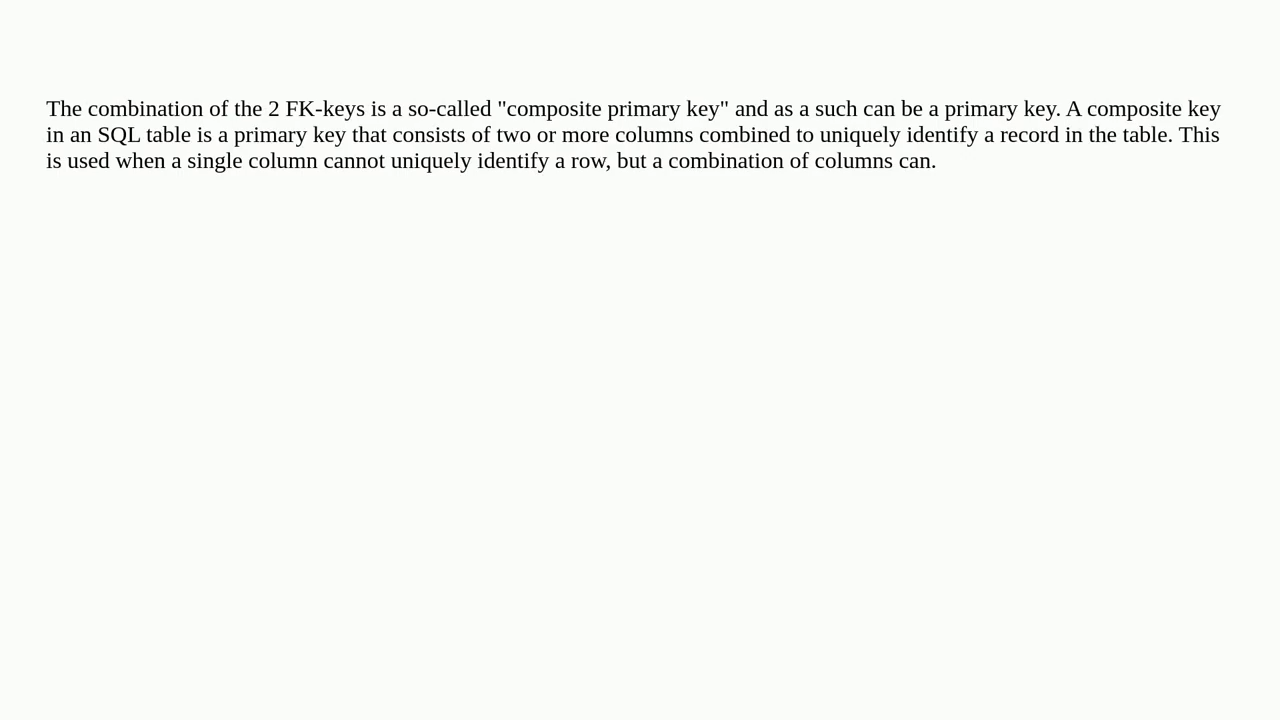 The combination of the 2 FK-keys is a so-called "composite primary key" and as a such can be a primary key. A composite key
in an SQL table is a primary key that consists of two or more columns combined to uniquely identify a record in the table. This
is used when a single column cannot uniquely identify a row, but a combination of columns can.